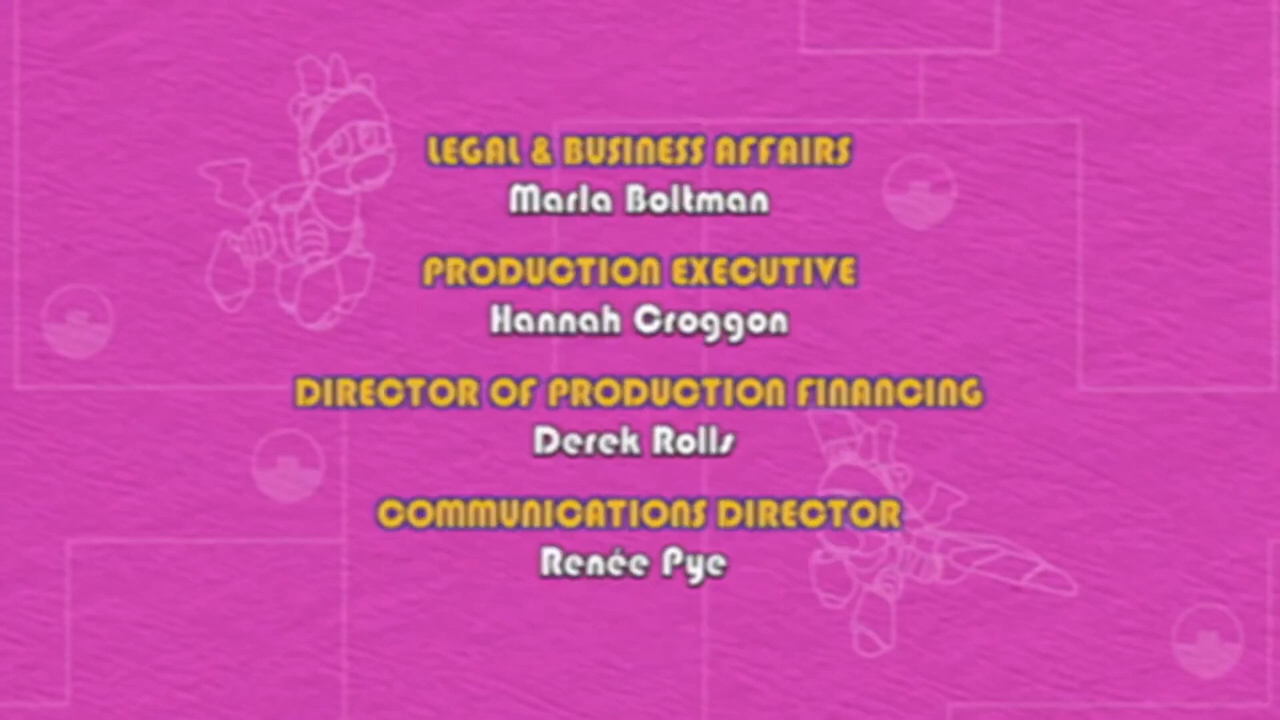 LEGAL & BUSINESS AFFAIRS
Marla Boltman
PRODUCTION EXECUTIVE
Hannah Croggon
DIRECTOR OF PRODUCTION FINANCING
Derek Rolls
COMMUNICATIONS DIRECTOR
Renée Pye